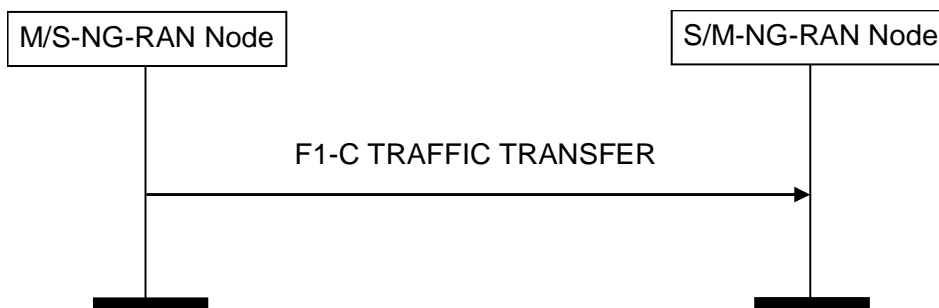 M/S-NG-RAN Node
S/M-NG-RAN Node
F1-C TRAFFIC TRANSFER